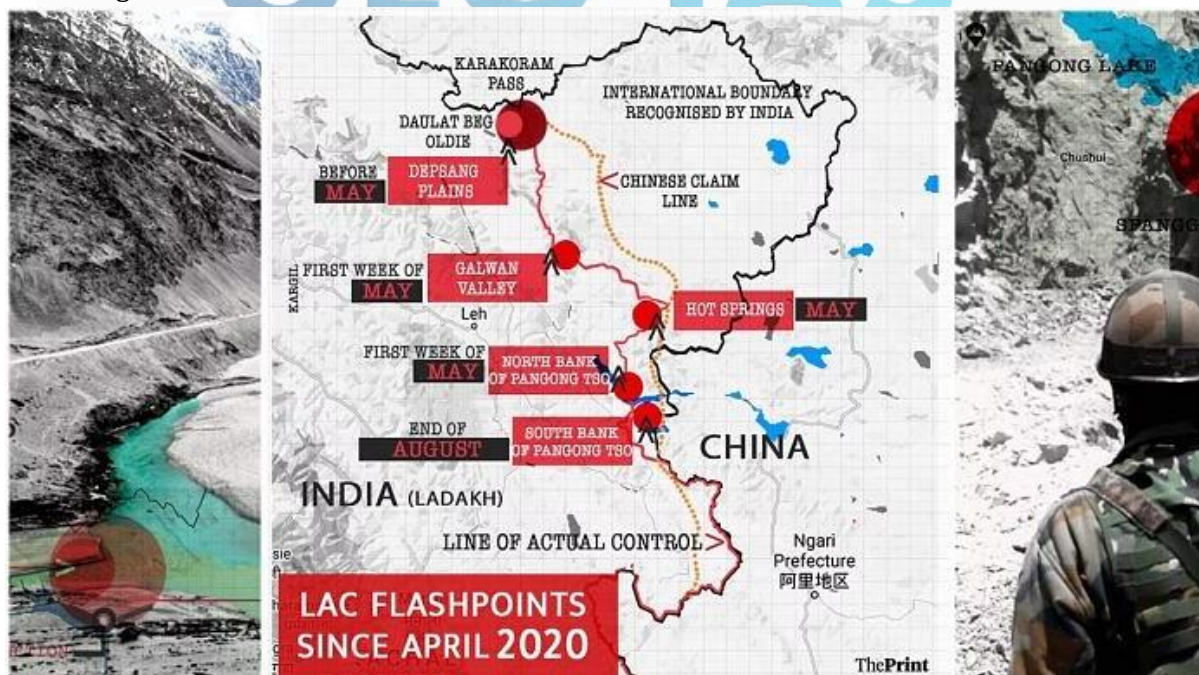 KARAKORAM
PASS
INTERNATIONAL BOUNDARY
RECOGNISED BY INDIA
DAULAT BEG
OLDIE
BEFORE
MAY
DEPSANG
PLAINS
CHINESE CLAIM
LINE
KARGIL
FIRST WEEK OF
MAY
GALWAN
VALLEY
Leh
HOT SPRINGS
MAY
FIRST WEEK OF
MAY
NORTH BANK
OF PANGONG TSO
END OF
AUGUST
SOUTH BANK
OF PANGONG TSO
CHINA
INDIA (LADAKH)
LINE OF ACTUAL CONTROL
Ngari
Prefecture
阿里地区
LAC FLASHPOINTS
SINCE APRIL 2020
ThePrint
PANGONG LAKE
Chushul
SPANGG